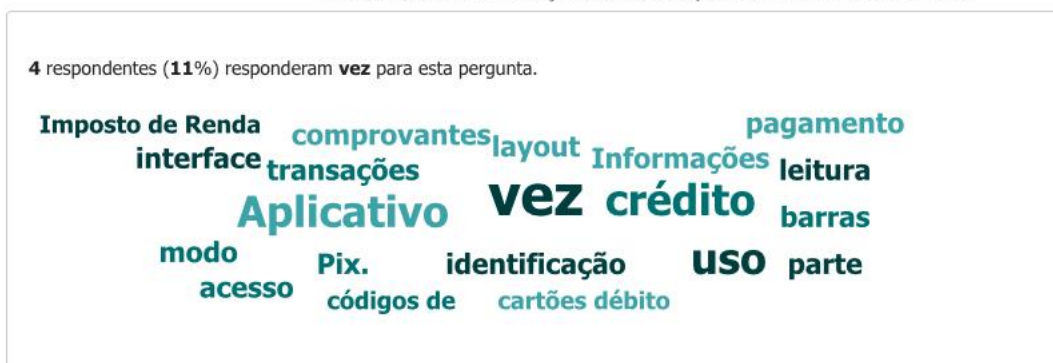 4 respondentes (11%) responderam vez para esta pergunta.
Imposto de Renda comprovantes layout Informações pagamento
interface transações leitura
Aplicativo vez crédito barras
modo Pix. identificação uso parte
acesso códigos de cartões débito